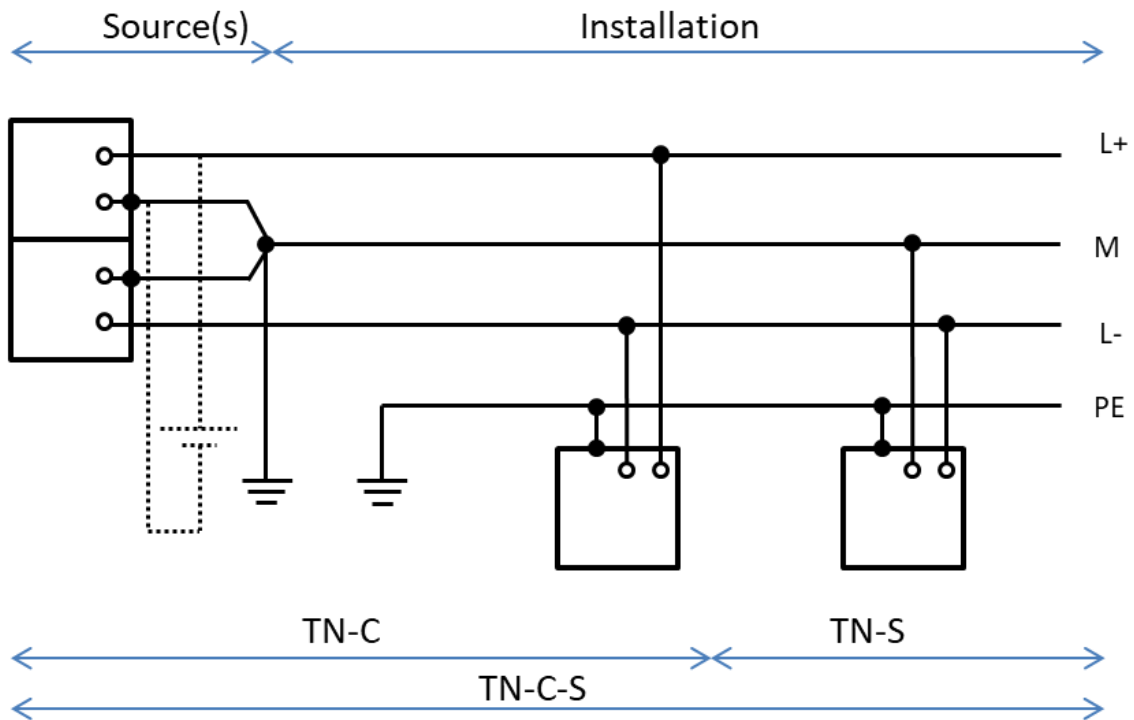 Source(s) Installation
L+
M
L-
PE
TN-C TN-S
TN-C-S